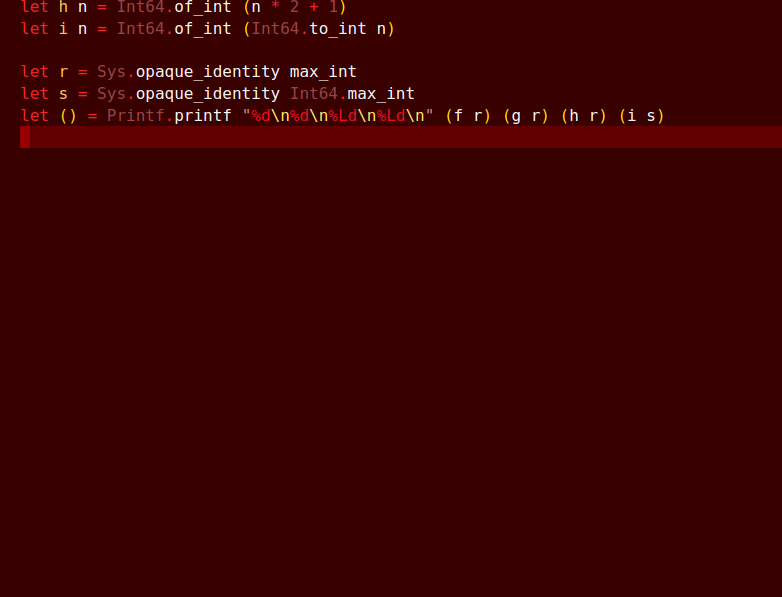 let h n = Int64.of_int (n * 2 + 1)
let i n = Int64.of_int (Int64.to_int n)
let r = Sys.opaque_identity max_int
let s = Sys.opaque_identity Int64.max_int
let () = Printf.printf "%d\n%d\n%Ld\n%Ld\n" (f r) (g r) (h r) (i s)